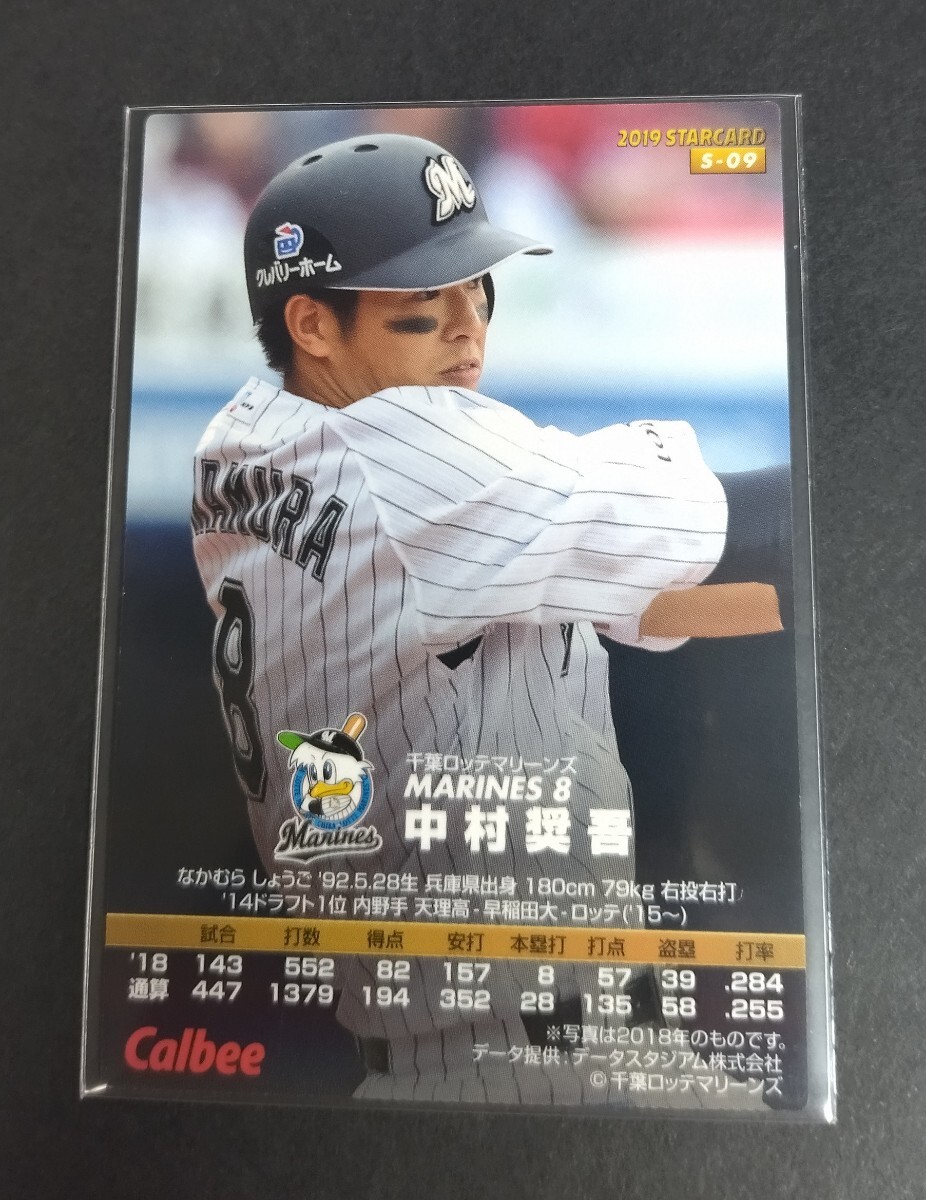 2019 STARCARD
S-09
M
クレバリーホーム
AMURA
8
千葉ロッテマリーンズ
MARINES 8
中村奨吾
Marines
なかむら しょうご '92.5.28生 兵庫県出身 180cm 79kg 右投右打
'14ドラフト1位 内野手 天理高-早稲田大-ロッテ('15~)
試合 打数 得点 安打 本塁打 打点 盗塁 打率
'18 143 552 82 157 8 57 39 .284
通算 447 1379 194 352 28 135 58 .255
Calbee
※写真は2018年のものです。
データ提供:データスタジアム株式会社
©千葉ロッテマリーンズ